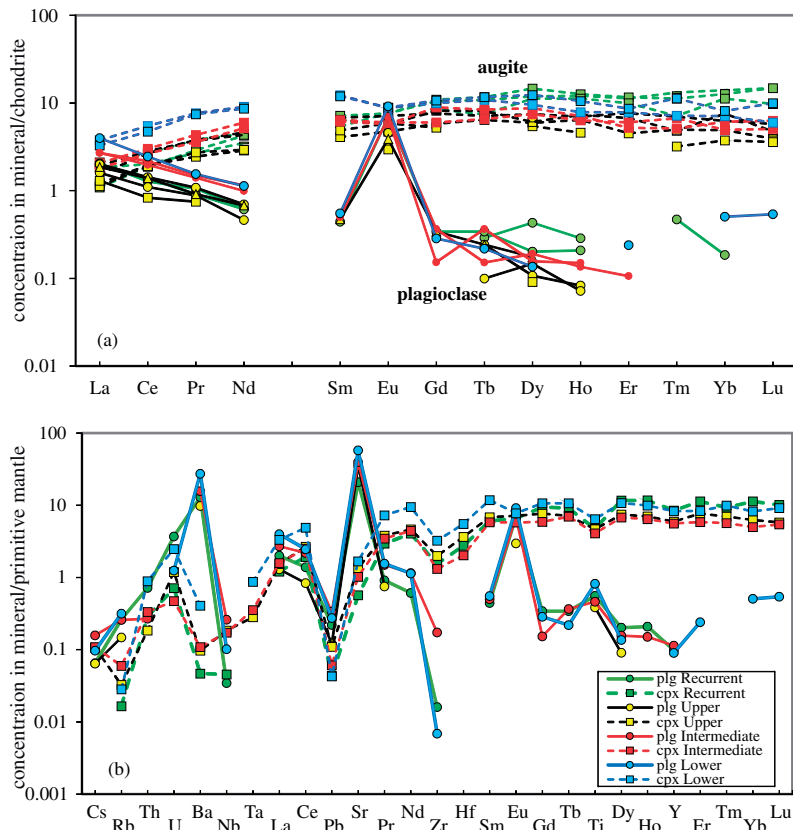 100
10
1
0.1
0.01
concentraion in mineral/chondrite
augite
plagioclase
(a)
La Ce Pr Nd Sm Eu Gd Tb Dy Ho Er Tm Yb Lu
100
10
1
0.1
0.01
0.001
concentraion in mineral/primitive mantle
(b)
plg Recurrent
cpx Recurrent
plg Upper
cpx Upper
plg Intermediate
cpx Intermediate
plg Lower
cpx Lower
Cs Th Ba Ta Ce Sr Nd Hf Eu Tb Dy Y Tm Lu
Rb U Nb La Pb Pr Zr Sm Gd Ti Ho Er Yb